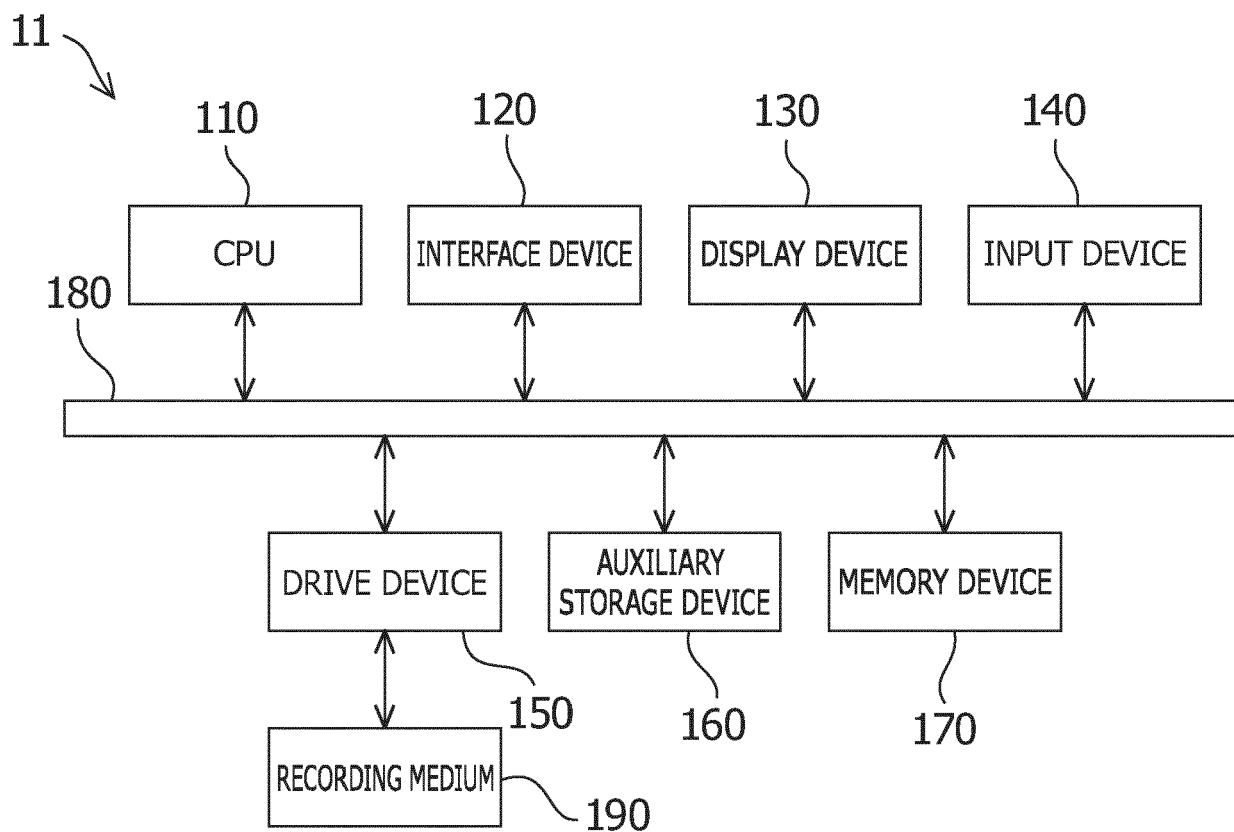 11
110
120
130
140
CPU
INTERFACE DEVICE
DISPLAY DEVICE
INPUT DEVICE
180
DRIVE DEVICE
AUXILIARY
STORAGE DEVICE
MEMORY DEVICE
150
160
170
RECORDING MEDIUM
190